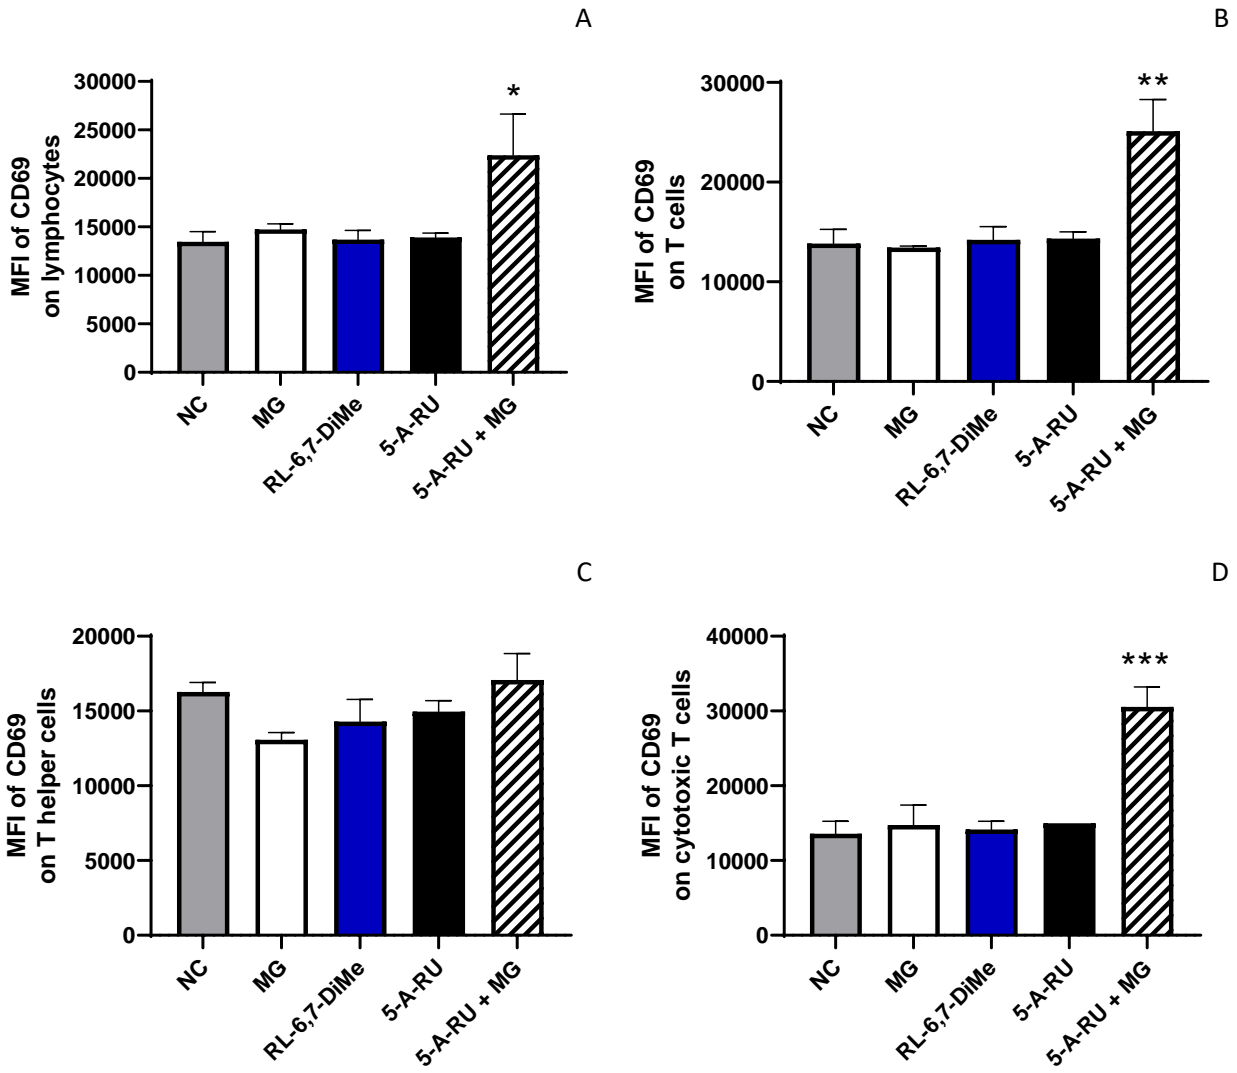 A
MFI of CD69
on lymphocytes
30000
25000
20000
15000
10000
5000
0
*
NC
MG
RL-6,7-DiMe
5-A-RU
5-A-RU + MG
B
MFI of CD69
on T cells
30000
20000
10000
0
**
NC
MG
RL-6,7-DiMe
5-A-RU
5-A-RU + MG
C
MFI of CD69
on T helper cells
20000
15000
10000
5000
0
NC
MG
RL-6,7-DiMe
5-A-RU
5-A-RU + MG
D
MFI of CD69
on cytotoxic T cells
40000
30000
20000
10000
0
***
NC
MG
RL-6,7-DiMe
5-A-RU
5-A-RU + MG